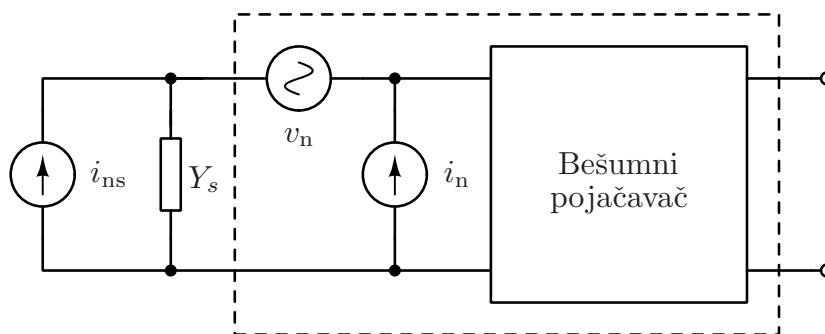 v_n
i_ns
Y_s
i_n
Bešumni
pojačavač